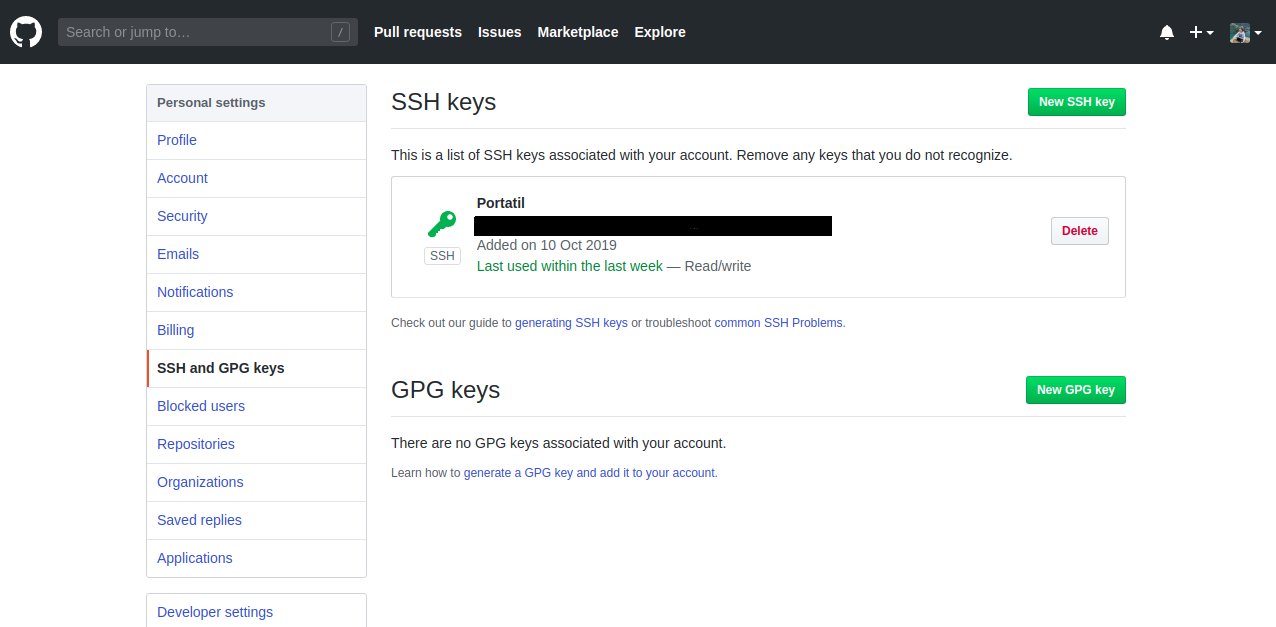 Search or jump to… /
Pull requests Issues Marketplace Explore
Personal settings
Profile
Account
Security
Emails
Notifications
Billing
SSH and GPG keys
Blocked users
Repositories
Organizations
Saved replies
Applications
Developer settings
SSH keys
New SSH key
This is a list of SSH keys associated with your account. Remove any keys that you do not recognize.
Portatil
SSH
Added on 10 Oct 2019
Last used within the last week — Read/write
Delete
Check out our guide to generating SSH keys or troubleshoot common SSH Problems.
GPG keys
New GPG key
There are no GPG keys associated with your account.
Learn how to generate a GPG key and add it to your account.